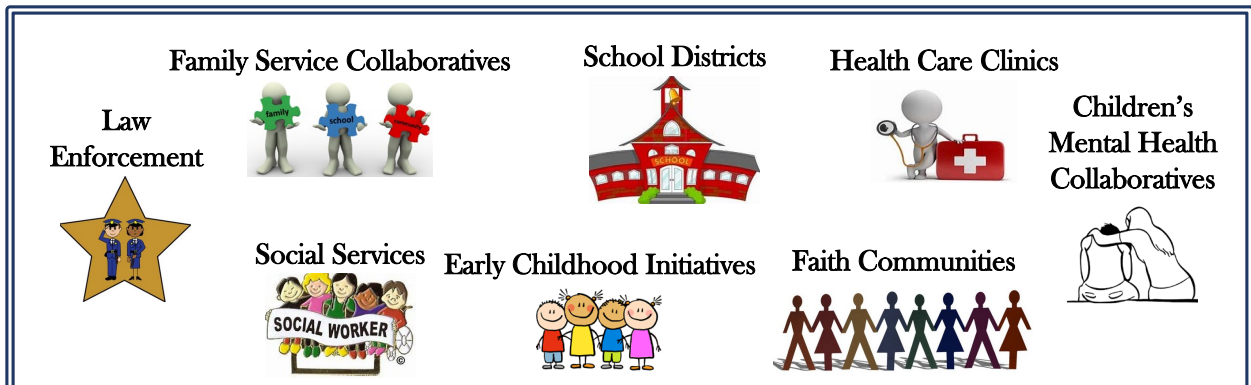 Family Service Collaboratives
School Districts
Health Care Clinics
Law
Enforcement
Children's
Mental Health
Collaboratives
family
school
community
SCHOOL
Social Services
Early Childhood Initiatives
Faith Communities
SOCIAL WORKER
©